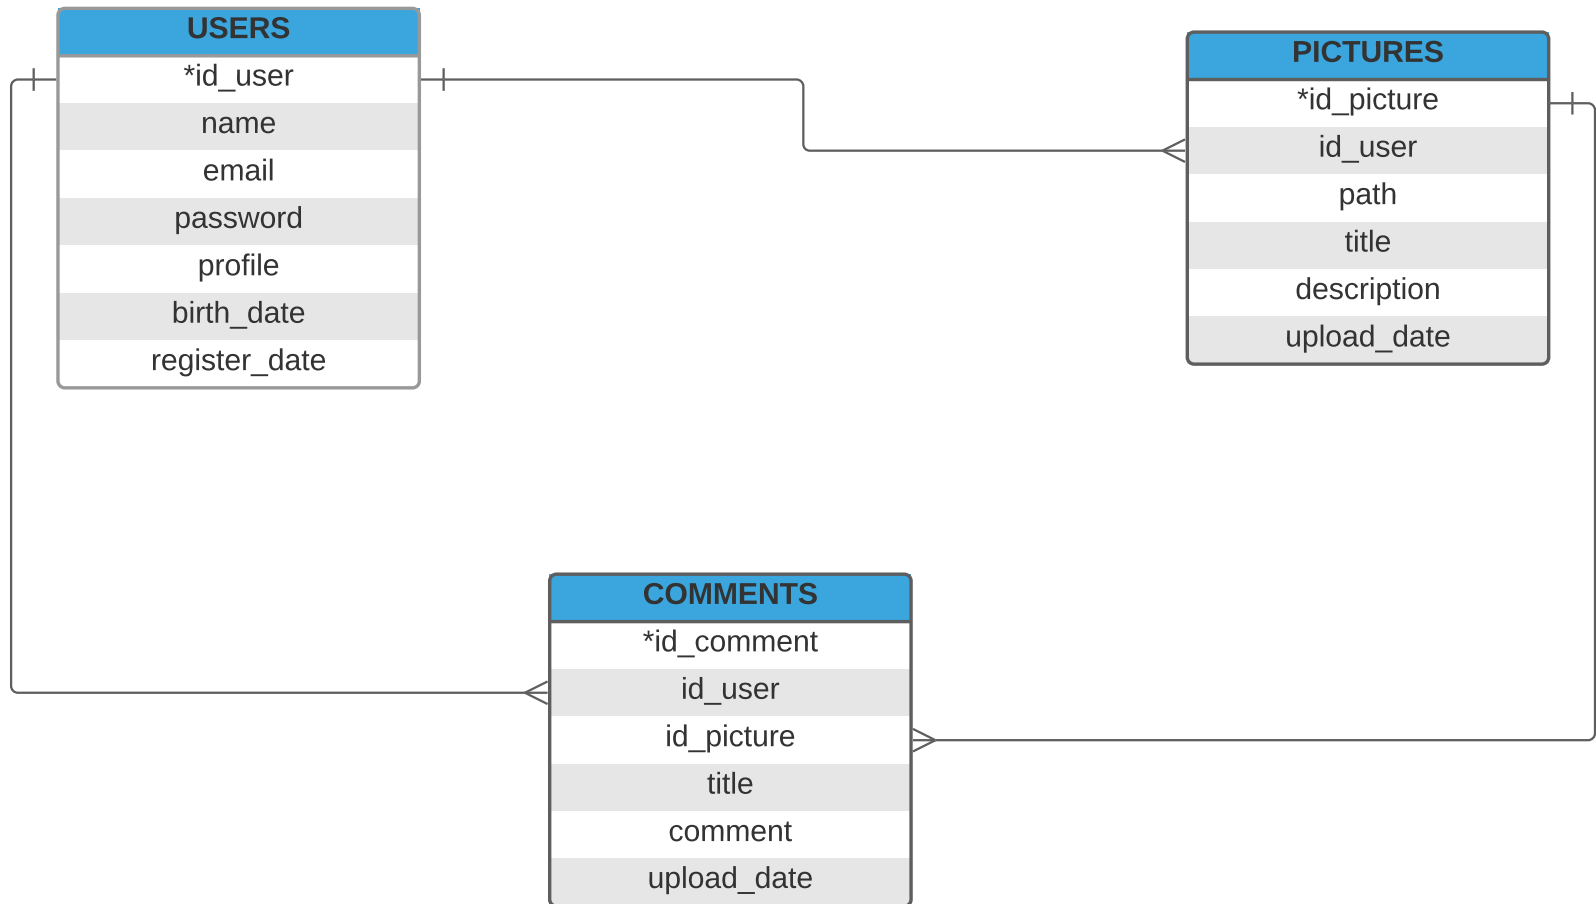 USERS
*id_user
name
email
password
profile
birth_date
register_date
PICTURES
*id_picture
id_user
path
title
description
upload_date
COMMENTS
*id_comment
id_user
id_picture
title
comment
upload_date